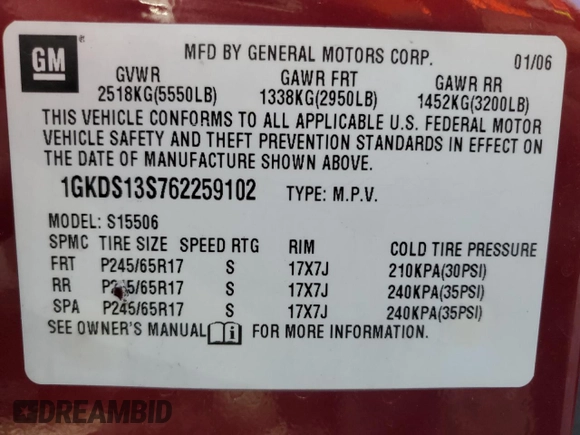 GM
MFD BY GENERAL MOTORS CORP. 01/06
GVWR GAWR FRT GAWR RR
2518KG(5550LB) 1338KG(2950LB) 1452KG(3200LB)
THIS VEHICLE CONFORMS TO ALL APPLICABLE U.S. FEDERAL MOTOR
VEHICLE SAFETY AND THEFT PREVENTION STANDARDS IN EFFECT ON
THE DATE OF MANUFACTURE SHOWN ABOVE.
1GKDS13S762259102 TYPE: M.P.V.
MODEL: S15506
SPMC TIRE SIZE SPEED RTG RIM COLD TIRE PRESSURE
FRT P245/65R17 S 17X7J 210KPA(30PSI)
RR P245/65R17 S 17X7J 240KPA(35PSI)
SPA P245/65R17 S 17X7J 240KPA(35PSI)
SEE OWNER'S MANUAL FOR MORE INFORMATION.
DREAMBID